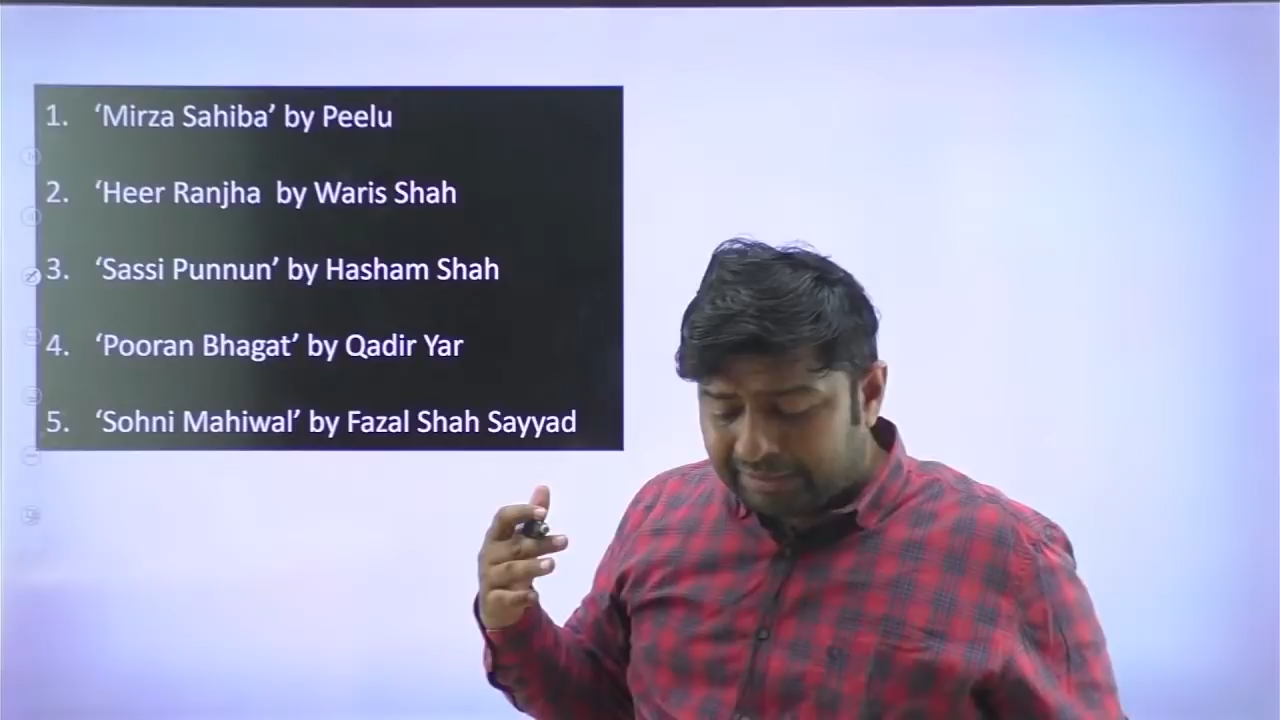 1. ‘Mirza Sahiba’ by Peelu
2. ‘Heer Ranjha by Waris Shah
3. ‘Sassi Punnun’ by Hasham Shah
4. ‘Pooran Bhagat’ by Qadir Yar
5. ‘Sohni Mahiwal’ by Fazal Shah Sayyad